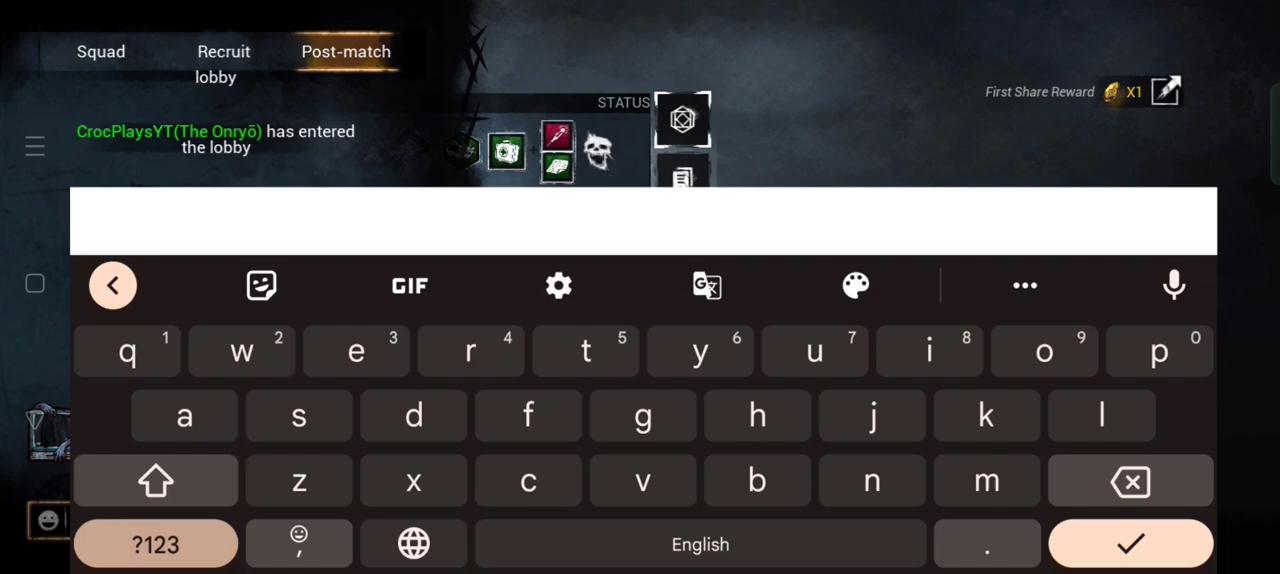 Squad
Recruit
lobby
Post-match
CrocPlaysYT(The Onryō) has entered
the lobby
STATUS
First Share Reward X1
GIF
q 1 w 2 e 3 r 4 t 5 y 6 u 7 i 8 o 9 p 0
a s d f g h j k l
z x c v b n m
?123 , English .